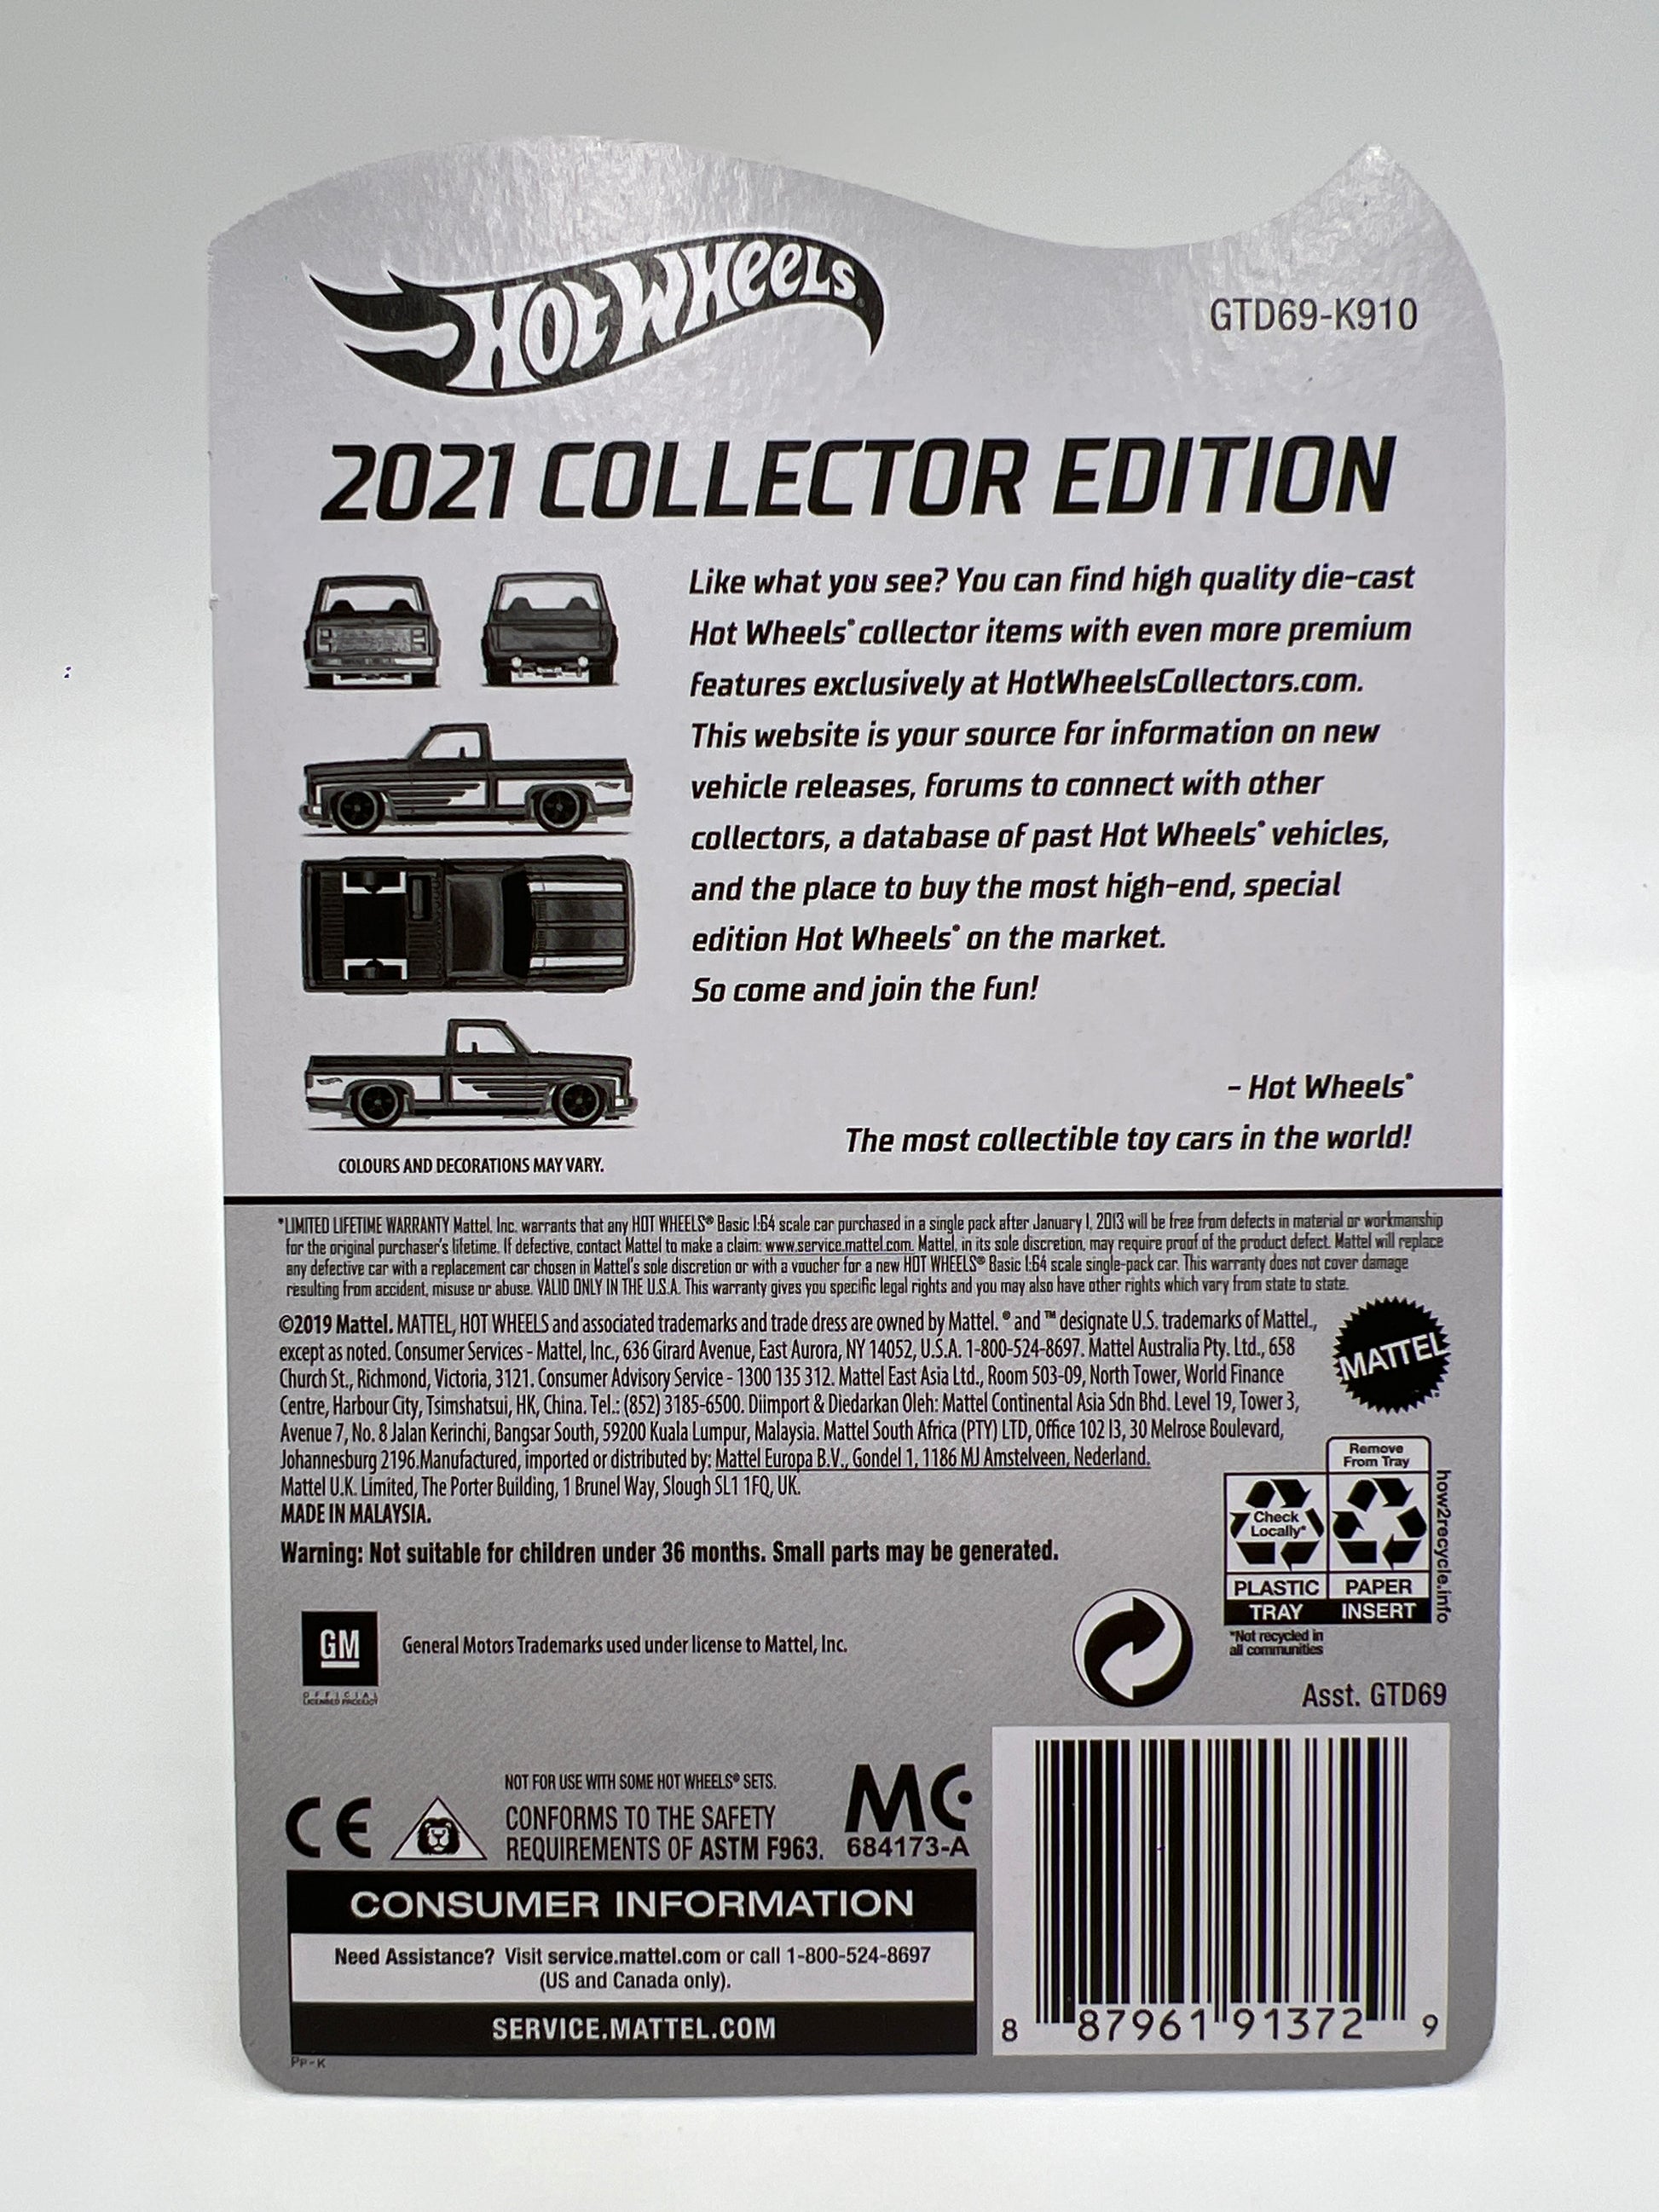 HOT WHEELS
GTD69-K910
2021 COLLECTOR EDITION
Like what you see? You can find high quality die-cast
Hot Wheels® collector items with even more premium
features exclusively at HotWheelsCollectors.com.
This website is your source for information on new
vehicle releases, forums to connect with other
collectors, a database of past Hot Wheels® vehicles,
and the place to buy the most high-end, special
edition Hot Wheels® on the market.
So come and join the fun!
– Hot Wheels®
The most collectible toy cars in the world!
COLOURS AND DECORATIONS MAY VARY.
*LIMITED LIFETIME WARRANTY Mattel, Inc. warrants that any HOT WHEELS® Basic 1:64 scale car purchased in a single pack after January 1, 2013 will be free from defects in material or workmanship
for the original purchaser's lifetime. If defective, contact Mattel to make a claim: www.service.mattel.com. Mattel, in its sole discretion, may require proof of the product defect. Mattel will replace
any defective car with a replacement car chosen in Mattel's sole discretion or with a voucher for a new HOT WHEELS® Basic 1:64 scale single-pack car. This warranty does not cover damage
resulting from accident, misuse or abuse. VALID ONLY IN THE U.S.A. This warranty gives you specific legal rights and you may also have other rights which vary from state to state.
©2019 Mattel. MATTEL, HOT WHEELS and associated trademarks and trade dress are owned by Mattel. ® and ™ designate U.S. trademarks of Mattel.,
except as noted. Consumer Services - Mattel, Inc., 636 Girard Avenue, East Aurora, NY 14052, U.S.A. 1-800-524-8697. Mattel Australia Pty. Ltd., 658
Church St., Richmond, Victoria, 3121. Consumer Advisory Service - 1300 135 312. Mattel East Asia Ltd., Room 503-09, North Tower, World Finance
Centre, Harbour City, Tsimshatsui, HK, China. Tel.: (852) 3185-6500. Diimport & Diedarkan Oleh: Mattel Continental Asia Sdn Bhd. Level 19, Tower 3,
Avenue 7, No. 8 Jalan Kerinchi, Bangsar South, 59200 Kuala Lumpur, Malaysia. Mattel South Africa (PTY) LTD, Office 102 I3, 30 Melrose Boulevard,
Johannesburg 2196.Manufactured, imported or distributed by: Mattel Europa B.V., Gondel 1, 1186 MJ Amstelveen, Nederland.
Mattel U.K. Limited, The Porter Building, 1 Brunel Way, Slough SL1 1FQ, UK.
MADE IN MALAYSIA.
MATTEL
Warning: Not suitable for children under 36 months. Small parts may be generated.
Remove
From Tray
Check
Locally*
PLASTIC
TRAY
PAPER
INSERT
how2recycle.info
*Not recycled in
all communities
GM
OFFICIAL
LICENSED PRODUCT
General Motors Trademarks used under license to Mattel, Inc.
Asst. GTD69
CE
NOT FOR USE WITH SOME HOT WHEELS® SETS.
CONFORMS TO THE SAFETY
REQUIREMENTS OF ASTM F963.
MC
684173-A
CONSUMER INFORMATION
Need Assistance? Visit service.mattel.com or call 1-800-524-8697
(US and Canada only).
SERVICE.MATTEL.COM
8 87961 91372 9
PP-K